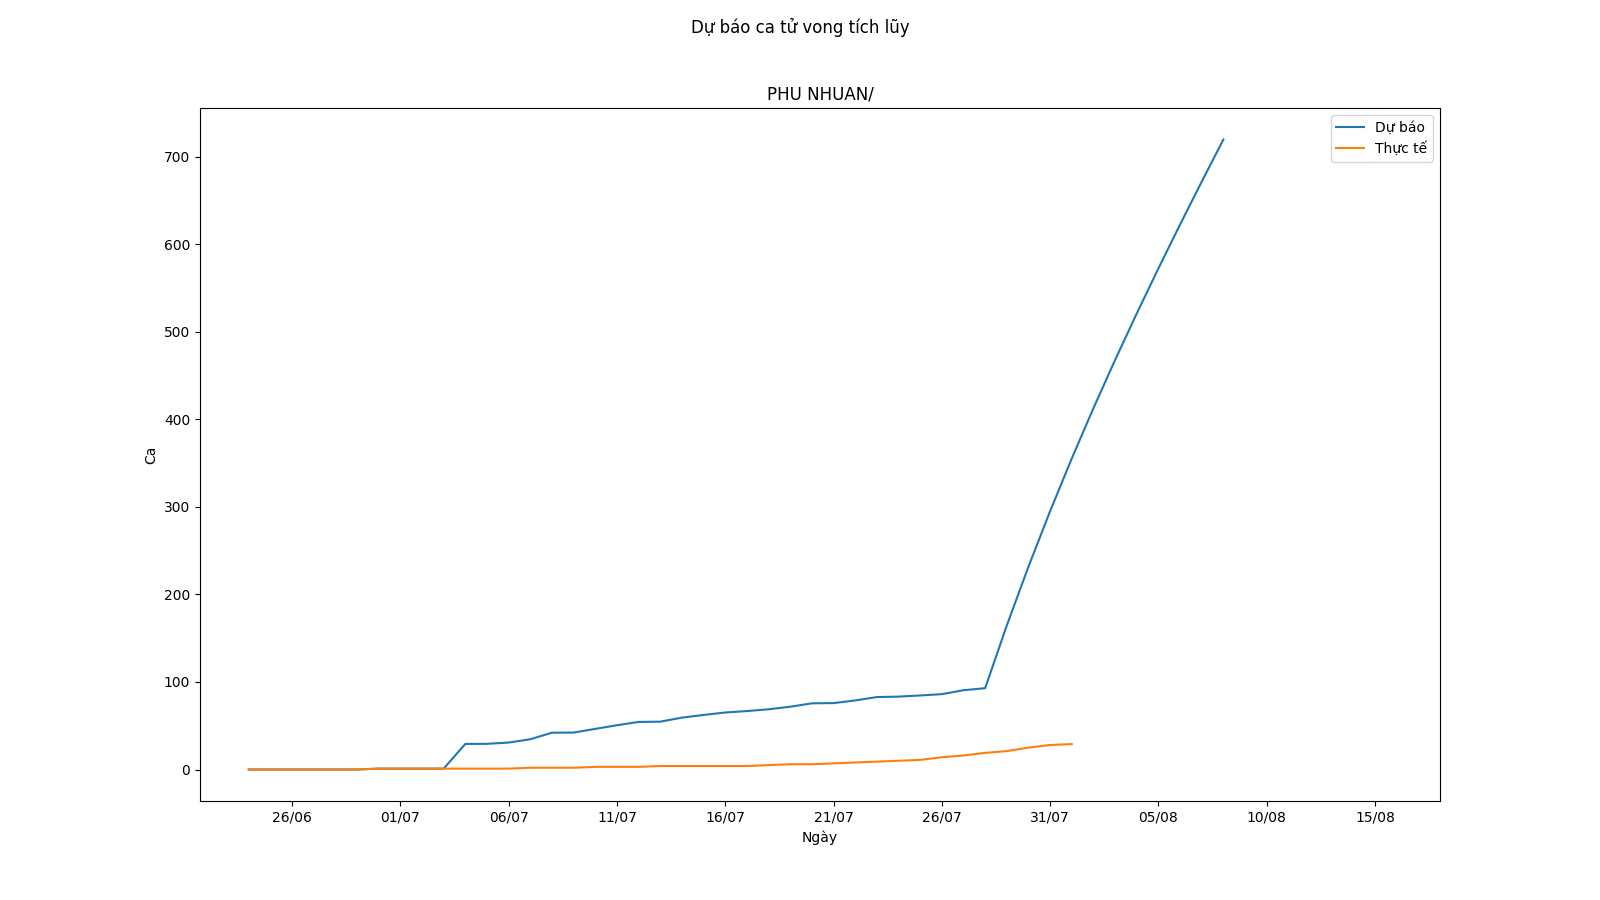 Dự báo ca tử vong tích lũy
PHU NHUAN/
Dự báo
Thực tế
700
600
500
400
300
200
100
0
Ca
26/06 01/07 06/07 11/07 16/07 21/07 26/07 31/07 05/08 10/08 15/08
Ngày